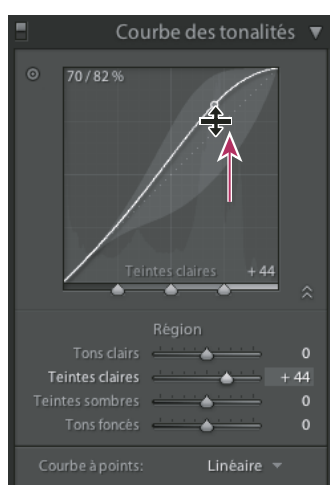 Courbe des tonalités
70 / 82 %
Teintes claires + 44
Région
Tons clairs 0
Teintes claires + 44
Teintes sombres 0
Tons foncés 0
Courbe à points: Linéaire